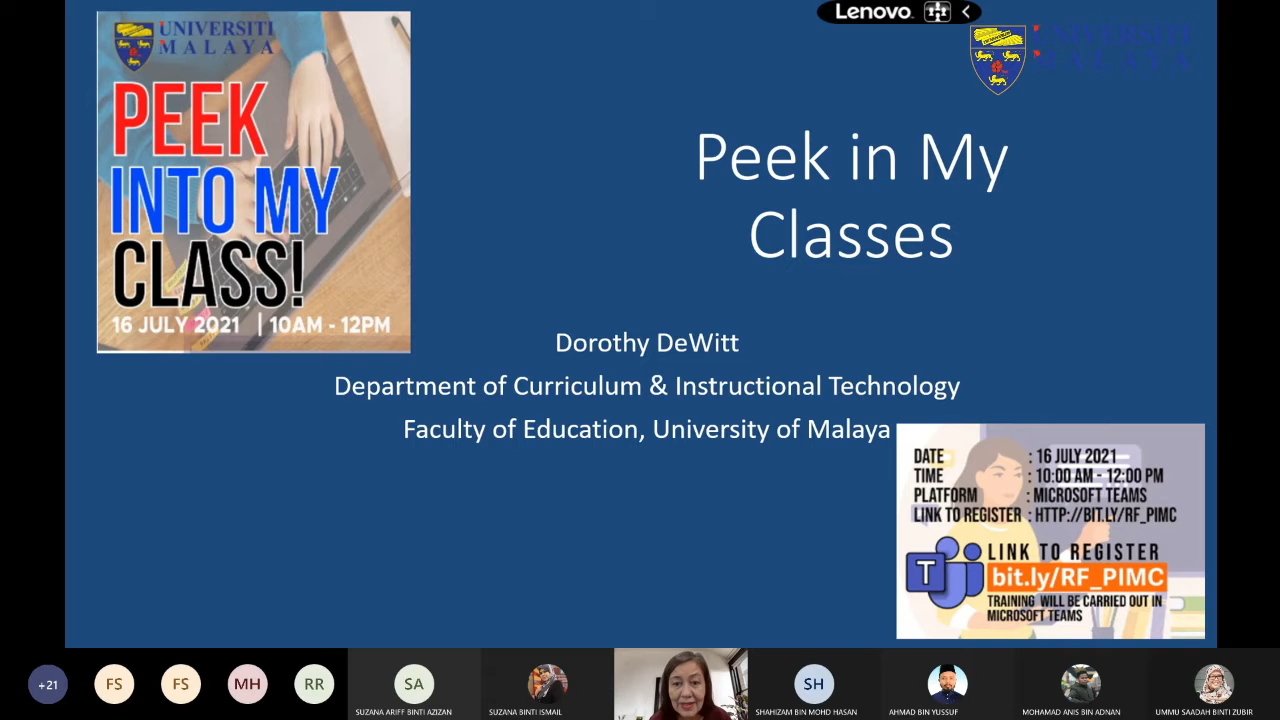 Lenovo
UNIVERSITI
MALAYA
PEEK
INTO MY
CLASS!
16 JULY 2021 | 10AM - 12PM
UNIVERSITI
MALAYA
Peek in My
Classes
Dorothy DeWitt
Department of Curriculum & Instructional Technology
Faculty of Education, University of Malaya
DATE : 16 JULY 2021
TIME : 10:00 AM - 12:00 PM
PLATFORM : MICROSOFT TEAMS
LINK TO REGISTER : HTTP://BIT.LY/RF_PIMC
T
LINK TO REGISTER
bit.ly/RF_PIMC
TRAINING WILL BE CARRIED OUT IN
MICROSOFT TEAMS
+21
FS
FS
MH
RR
SA
SUZANA ARIFF BINTI AZIZAN
SUZANA BINTI ISMAIL
SH
SHAHIZAM BIN MOHD HASAN
AHMAD BIN YUSSUF
MOHAMAD ANIS BIN ADNAN
UMMU SAADAH BINTI ZUBIR